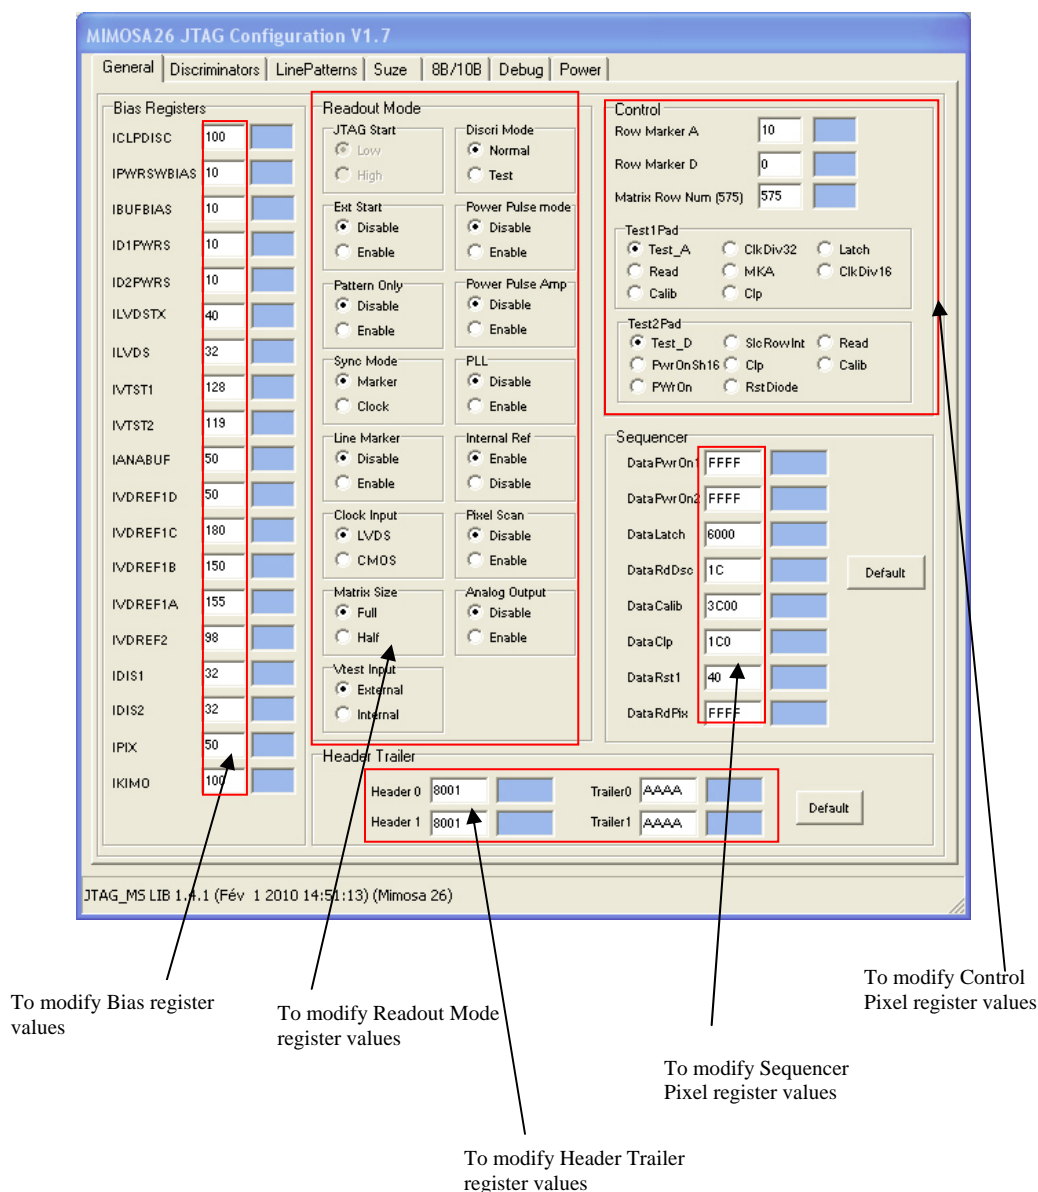 MIMOSA26 JTAG Configuration V1.7
General Discriminators LinePatterns Suze 8B/10B Debug Power
Bias Registers
ICLPDISC 100
IPWRSWBIAS 10
IBUFBIAS 10
ID1PWRS 10
ID2PWRS 10
ILVDSTX 40
ILVDS 32
IVTST1 128
IVTST2 119
IANABUF 50
IVDREF1D 50
IVDREF1C 180
IVDREF1B 150
IVDREF1A 155
IVDREF2 98
IDIS1 32
IDIS2 32
IPIX 50
IKIMO 100
Readout Mode
JTAG Start
Low
High
Discri Mode
Normal
Test
Ext Start
Disable
Enable
Power Pulse mode
Disable
Enable
Pattern Only
Disable
Enable
Power Pulse Amp
Disable
Enable
Sync Mode
Marker
Clock
PLL
Disable
Enable
Line Marker
Disable
Enable
Internal Ref
Enable
Disable
Clock Input
LVDS
CMOS
Pixel Scan
Disable
Enable
Matrix Size
Full
Half
Analog Output
Disable
Enable
Vtest Input
External
Internal
Control
Row Marker A 10
Row Marker D 0
Matrix Row Num (575) 575
Test1Pad
Test_A ClkDiv32 Latch
Read MKA ClkDiv16
Calib Clp
Test2Pad
Test_D SlcRowInt Read
PwrOnSh16 Clp Calib
PWrOn RstDiode
Sequencer
DataPwrOn1 FFFF
DataPwrOn2 FFFF
DataLatch 6000
DataRdDsc 1C
DataCalib 3C00
DataClp 1C0
DataRst1 40
DataRdPix FFFF
Default
Header Trailer
Header 0 8001 Trailer0 AAAA
Header 1 8001 Trailer1 AAAA
Default
JTAG_MS LIB 1.4.1 (Fév 1 2010 14:51:13) (Mimosa 26)
To modify Bias register
values
To modify Readout Mode
register values
To modify Control
Pixel register values
To modify Sequencer
Pixel register values
To modify Header Trailer
register values